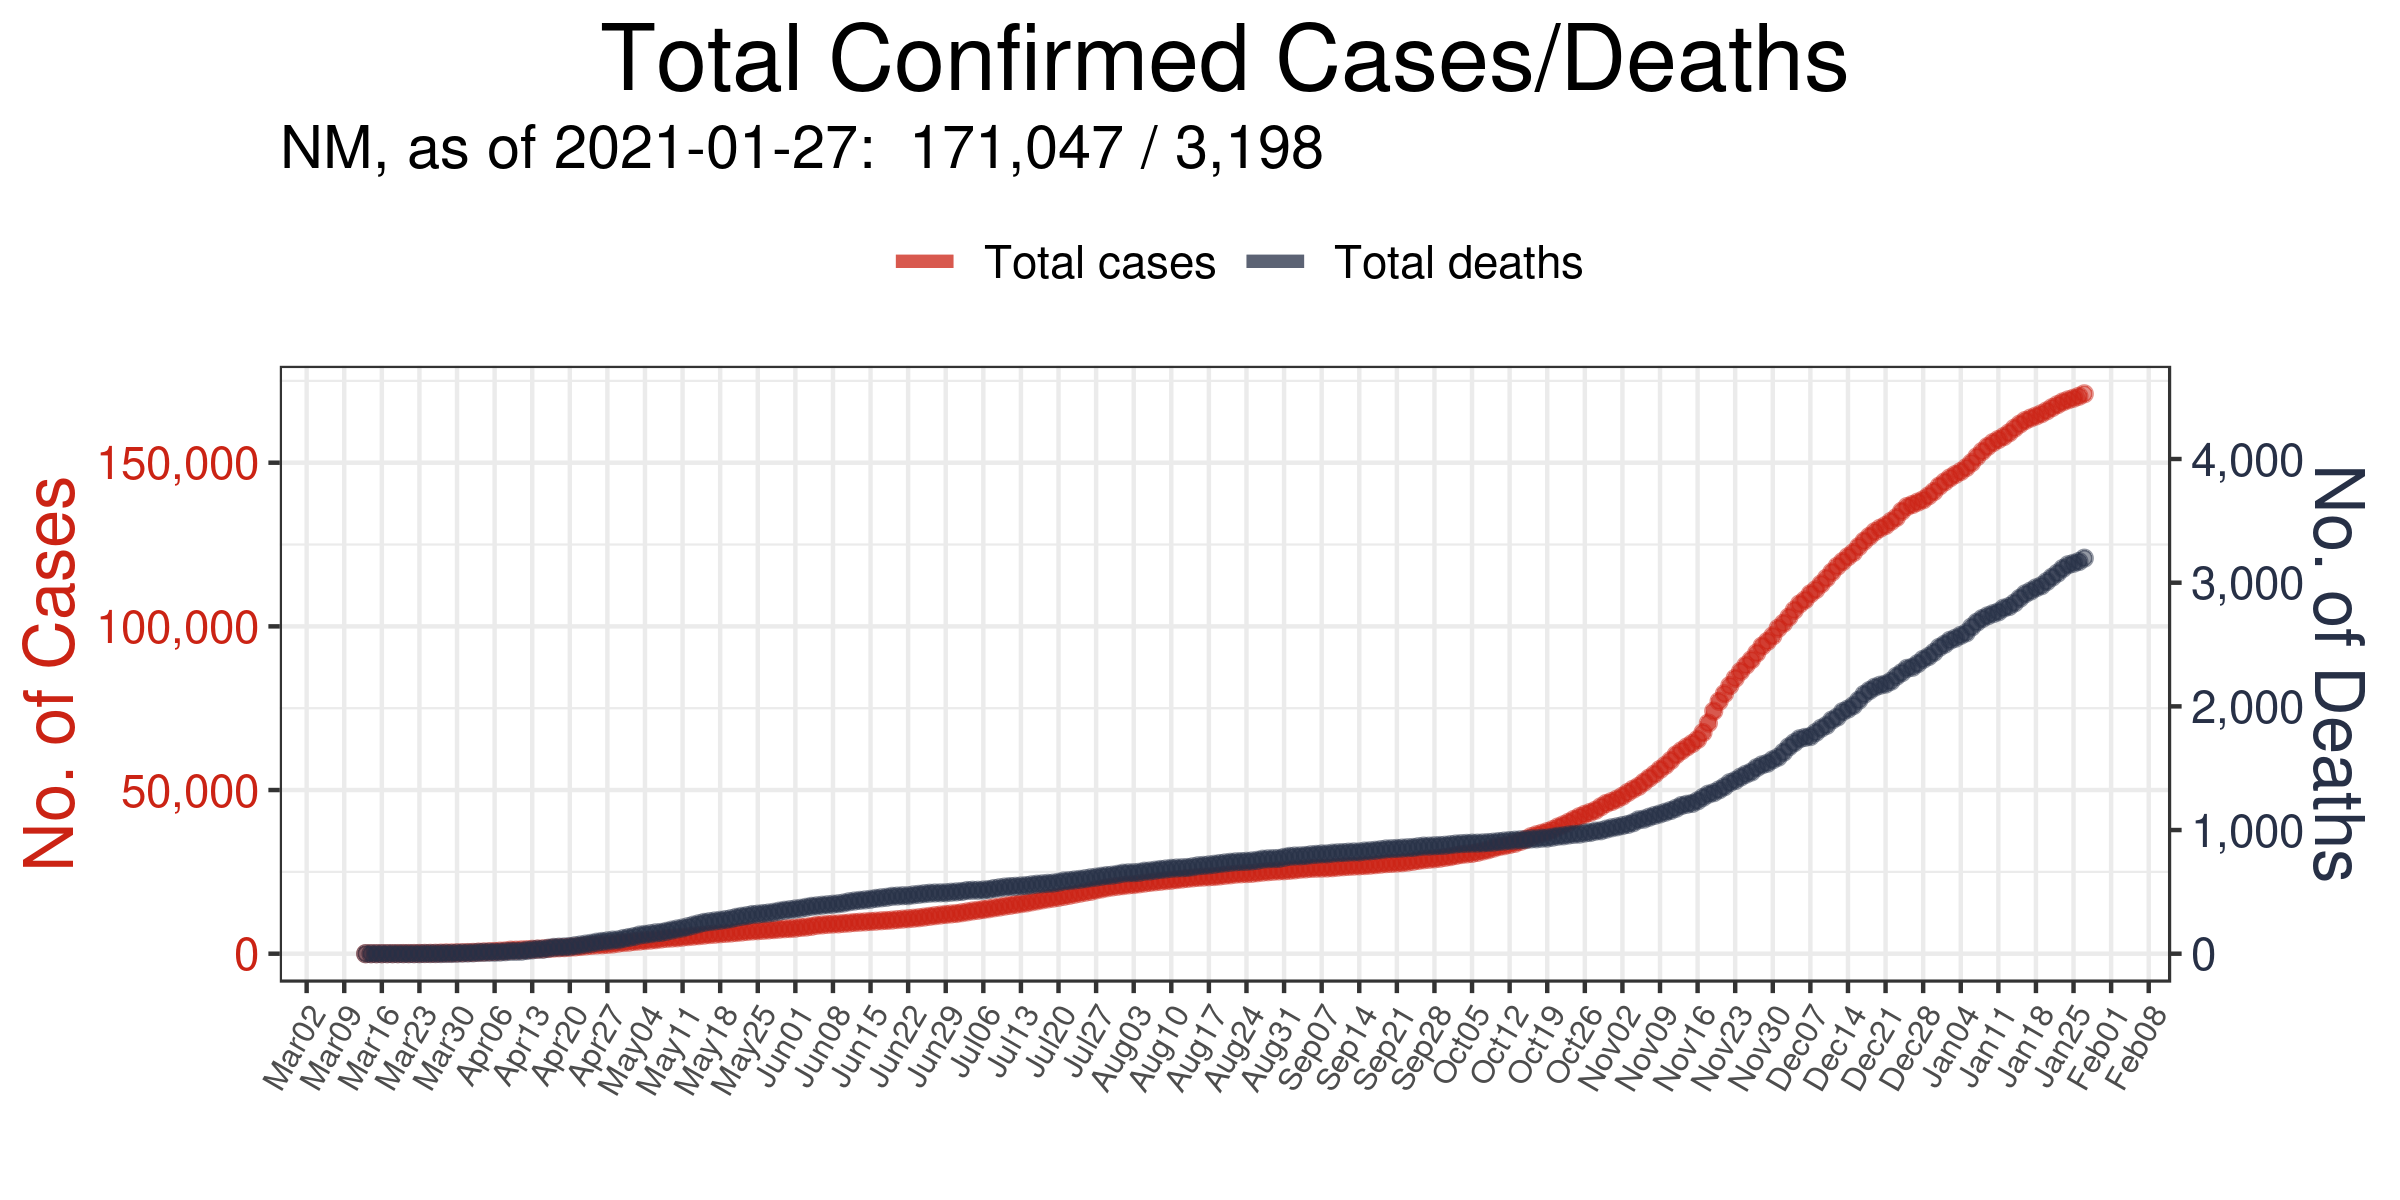 Total Confirmed Cases/Deaths
NM, as of 2021-01-27:  171,047 / 3,198
Total cases
Total deaths
No. of Cases
150,000
100,000
50,000
0
4,000
3,000
2,000
1,000
0
No. of Deaths
Mar02
Mar09
Mar16
Mar23
Mar30
Apr06
Apr13
Apr20
Apr27
May04
May11
May18
May25
Jun01
Jun08
Jun15
Jun22
Jun29
Jul06
Jul13
Jul20
Jul27
Aug03
Aug10
Aug17
Aug24
Aug31
Sep07
Sep14
Sep21
Sep28
Oct05
Oct12
Oct19
Oct26
Nov02
Nov09
Nov16
Nov23
Nov30
Dec07
Dec14
Dec21
Dec28
Jan04
Jan11
Jan18
Jan25
Feb01
Feb08